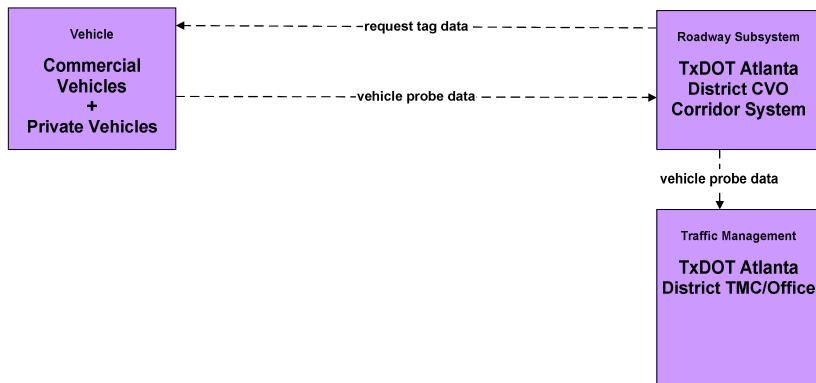 Vehicle
Commercial
Vehicles
+
Private Vehicles
request tag data
vehicle probe data
Roadway Subsystem
TxDOT Atlanta
District CVO
Corridor System
vehicle probe data
Traffic Management
TxDOT Atlanta
District TMC/Office